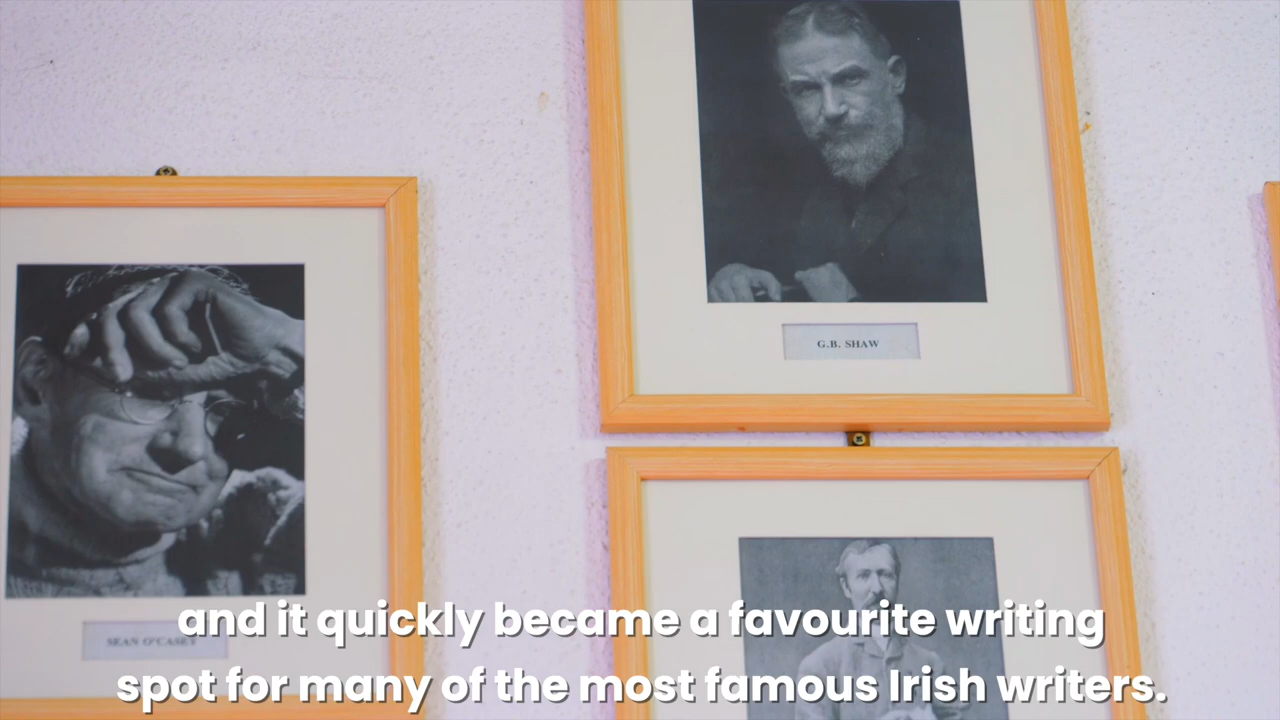 G.B. SHAW
SEAN O'CASEY
and it quickly became a favourite writing
spot for many of the most famous Irish writers.